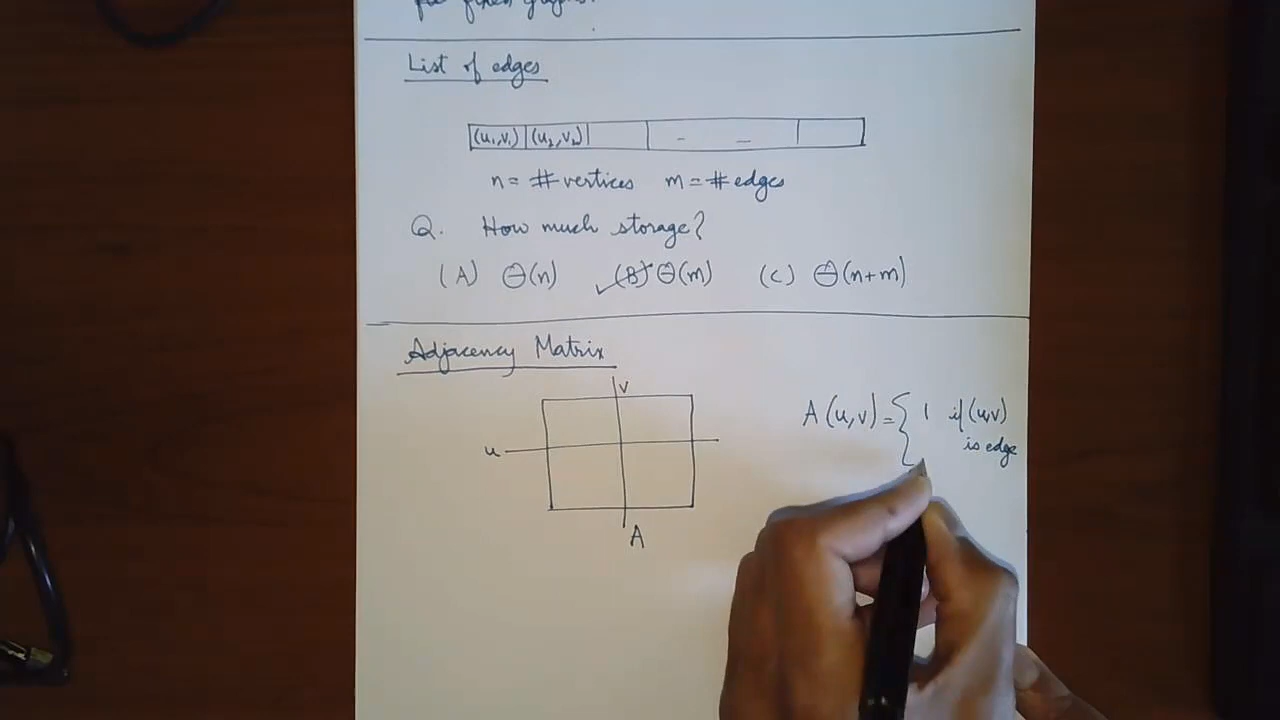 List of edges
(u₁,v₁) (u₂,v₂) - -
n = # vertices m = # edges
Q. How much storage?
(A) Θ(n) ✓(B) Θ(m) (C) Θ(n+m)
Adjacency Matrix
v
A(u,v) = { 1 if (u,v)
is edge
u
A